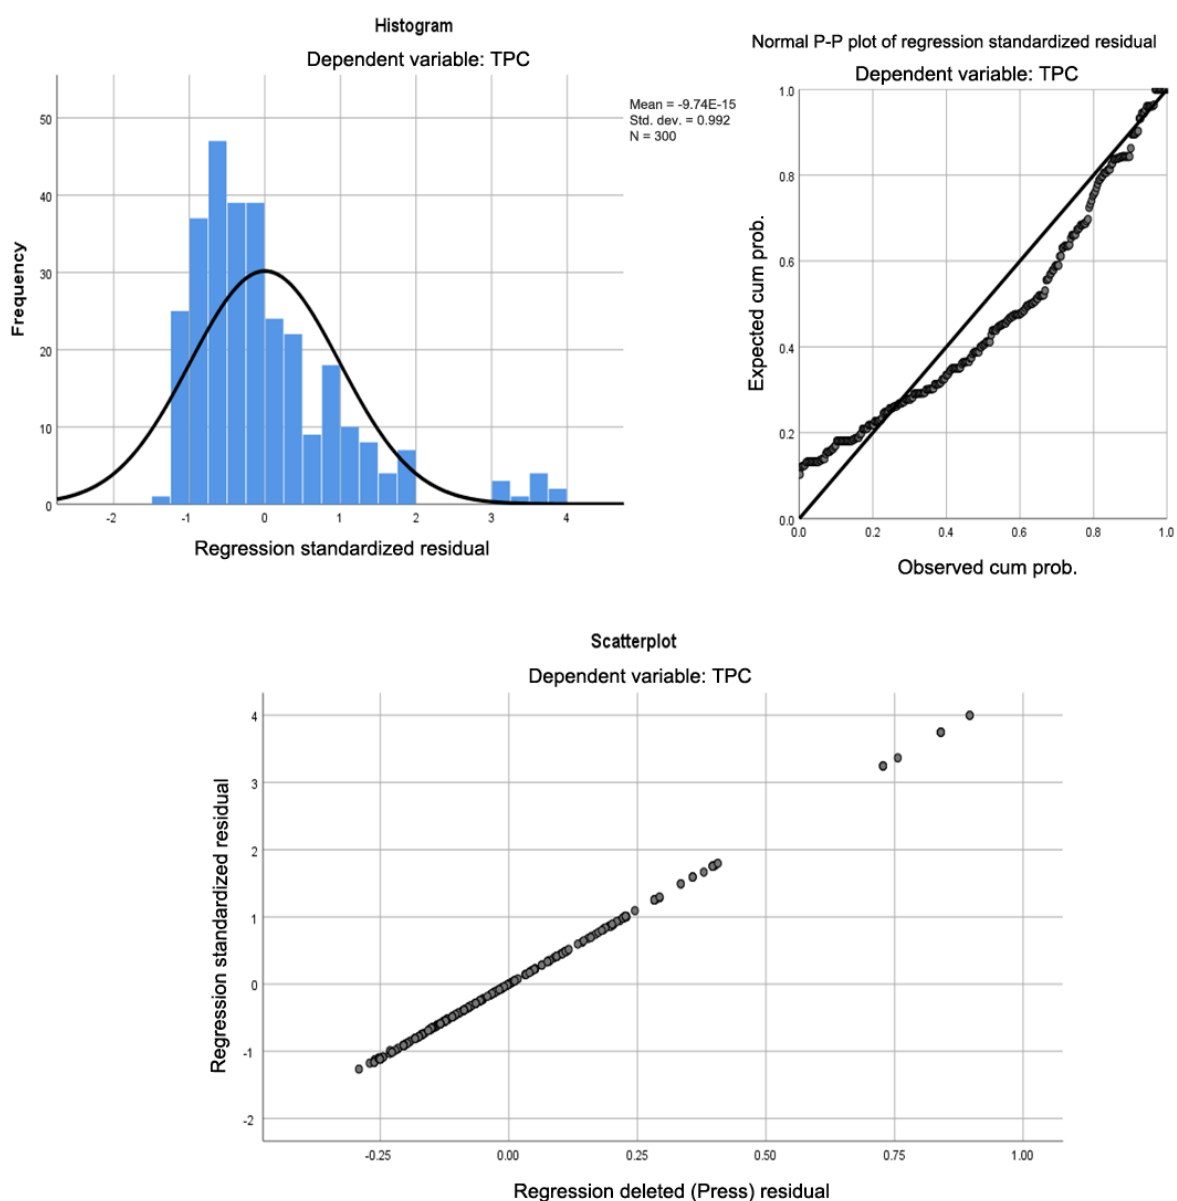 Histogram
Dependent variable: TPC
Mean = -9.74E-15
Std. dev. = 0.992
N = 300
50
40
30
20
10
0
Frequency
-2 -1 0 1 2 3 4
Regression standardized residual
Normal P-P plot of regression standardized residual
Dependent variable: TPC
1.0
0.8
0.6
0.4
0.2
0.0
Expected cum prob.
0.0 0.2 0.4 0.6 0.8 1.0
Observed cum prob.
Scatterplot
Dependent variable: TPC
4
3
2
1
0
-1
-2
Regression standardized residual
-0.25 0.00 0.25 0.50 0.75 1.00
Regression deleted (Press) residual